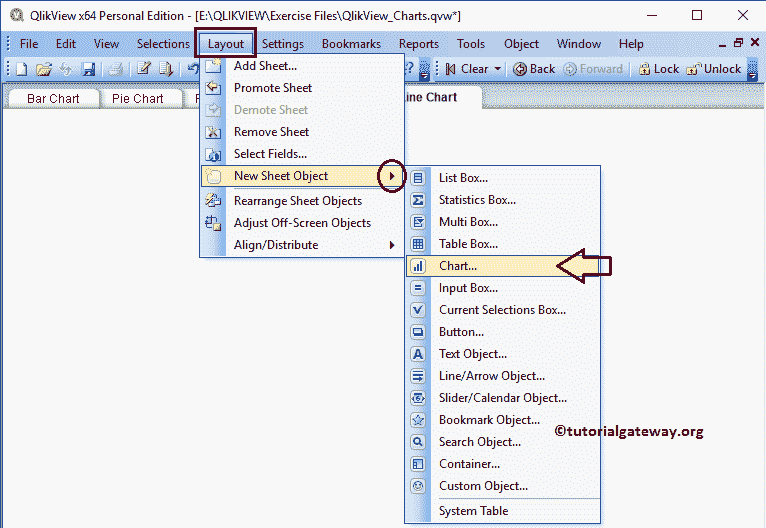 QlikView x64 Personal Edition - [E:\QLIKVIEW\Exercise Files\QlikView_Charts.qvw*]
File Edit View Selections Layout Settings Bookmarks Reports Tools Object Window Help
Clear Back Forward Lock Unlock
Bar Chart Pie Chart ine Chart
Add Sheet...
Promote Sheet
Demote Sheet
Remove Sheet
Select Fields...
New Sheet Object
Rearrange Sheet Objects
Adjust Off-Screen Objects
Align/Distribute
List Box...
Statistics Box...
Multi Box...
Table Box...
Chart...
Input Box...
Current Selections Box...
Button...
Text Object...
Line/Arrow Object...
Slider/Calendar Object...
Bookmark Object...
©tutorialgateway.org
Search Object...
Container...
Custom Object...
System Table